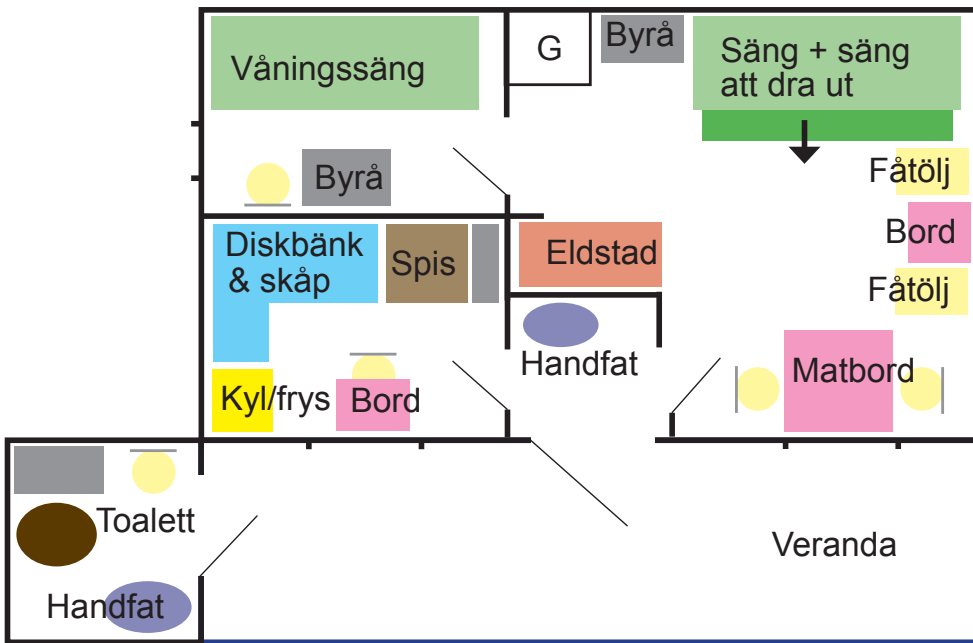 Våningssäng
G
Byrå
Säng + säng
att dra ut
Byrå
Fåtölj
Bord
Fåtölj
Diskbänk
& skåp
Spis
Eldstad
Handfat
Matbord
Kyl/frys
Bord
Toalett
Handfat
Veranda